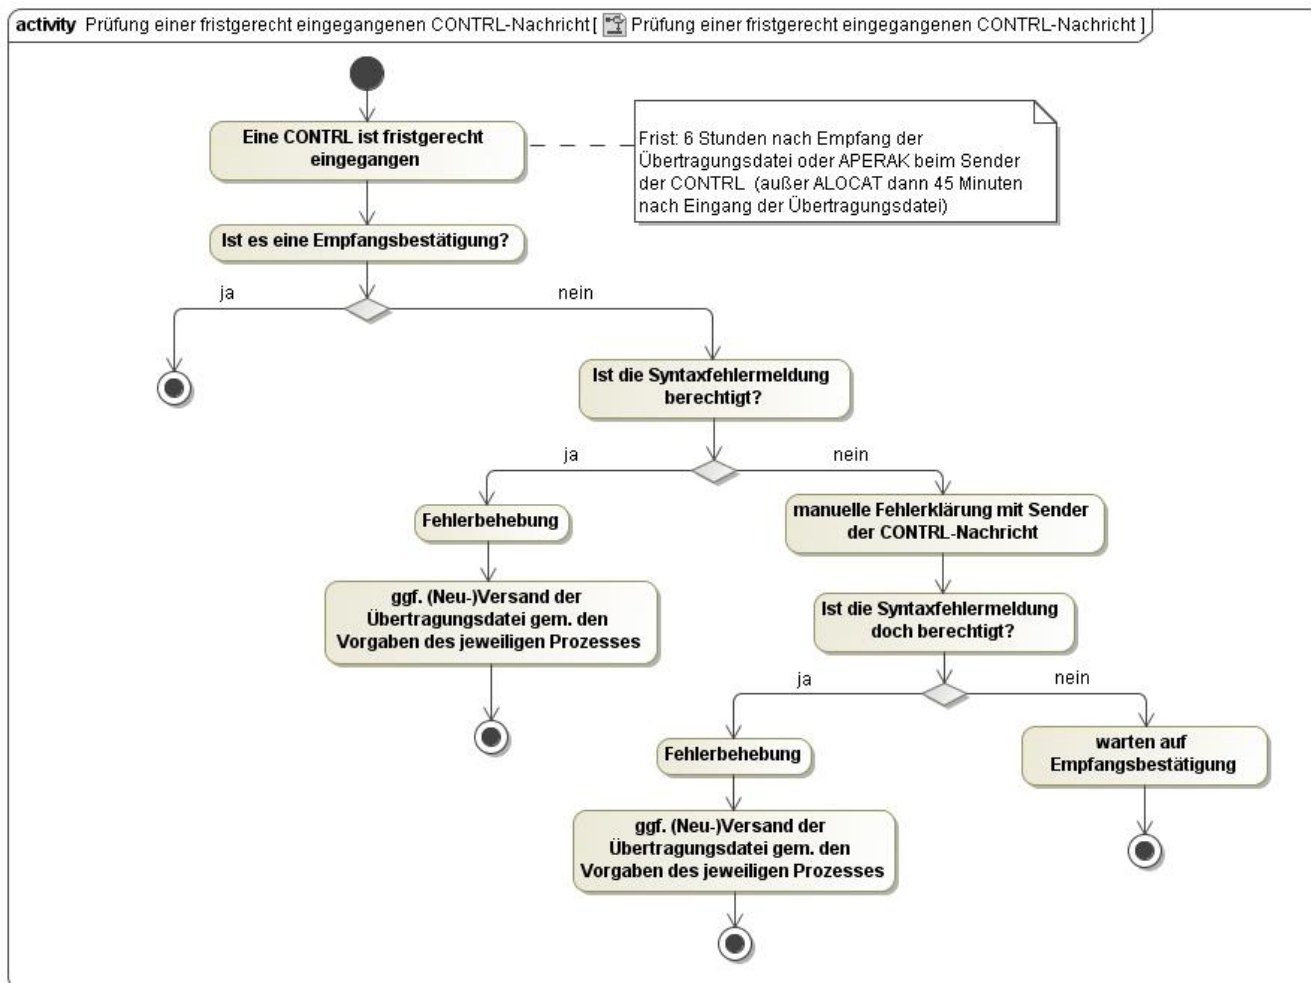 activity Prüfung einer fristgerecht eingegangenen CONTRL-Nachricht [ Prüfung einer fristgerecht eingegangenen CONTRL-Nachricht ]
Eine CONTRL ist fristgerecht
eingegangen
Frist: 6 Stunden nach Empfang der
Übertragungsdatei oder APERAK beim Sender
der CONTRL (außer ALOCAT dann 45 Minuten
nach Eingang der Übertragungsdatei)
Ist es eine Empfangsbestätigung?
ja
nein
Ist die Syntaxfehlermeldung
berechtigt?
ja
nein
Fehlerbehebung
manuelle Fehlerklärung mit Sender
der CONTRL-Nachricht
ggf. (Neu-)Versand der
Übertragungsdatei gem. den
Vorgaben des jeweiligen Prozesses
Ist die Syntaxfehlermeldung
doch berechtigt?
ja
nein
Fehlerbehebung
warten auf
Empfangsbestätigung
ggf. (Neu-)Versand der
Übertragungsdatei gem. den
Vorgaben des jeweiligen Prozesses